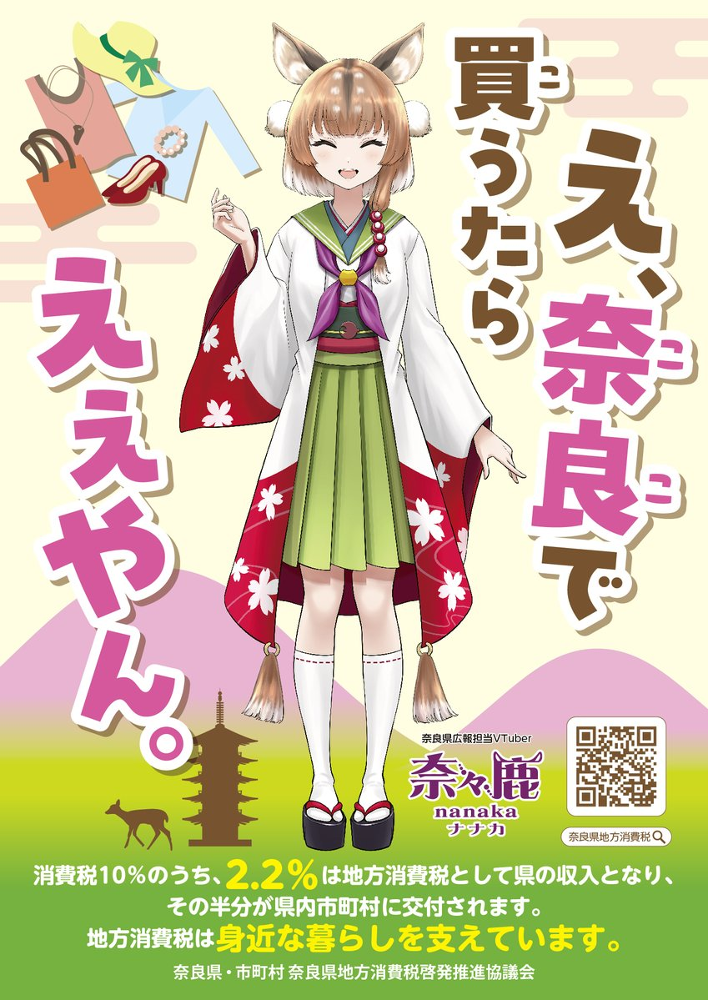 え、奈良で
買うたら
ええやん。
奈良県広報担当VTuber
奈々鹿
nanaka
ナナカ
奈良県地方消費税
消費税10%のうち、2.2%は地方消費税として県の収入となり、
その半分が県内市町村に交付されます。
地方消費税は身近な暮らしを支えています。
奈良県・市町村 奈良県地方消費税啓発推進協議会